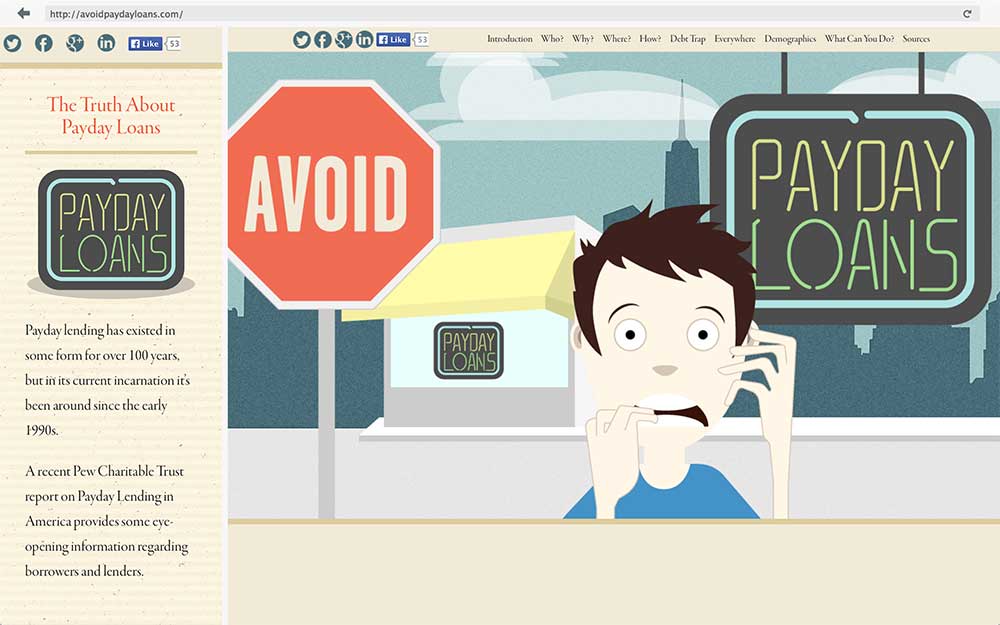 http://avoidpaydayloans.com/
Like 53
Like 53
Introduction Who? Why? Where? How? Debt Trap Everywhere Demographics What Can You Do? Sources
The Truth About
Payday Loans
PAYDAY
LOANS
Payday lending has existed in
some form for over 100 years,
but in its current incarnation it's
been around since the early
1990s.
A recent Pew Charitable Trust
report on Payday Lending in
America provides some eye-
opening information regarding
borrowers and lenders.
AVOID
PAYDAY
LOANS
PAYDAY
LOANS